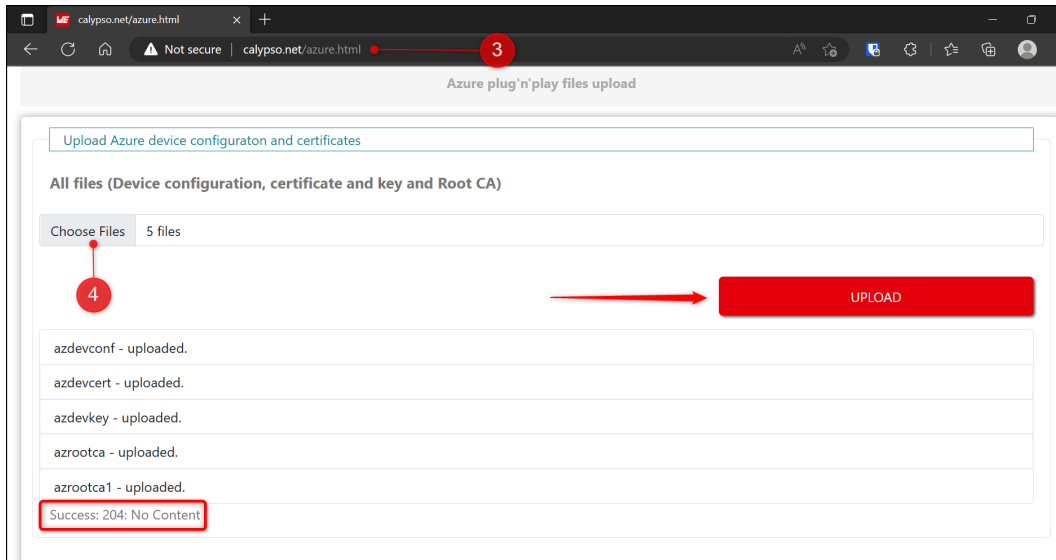 calypso.net/azure.html
Not secure | calypso.net/azure.html
3
Azure plug'n'play files upload
Upload Azure device configuraton and certificates
All files (Device configuration, certificate and key and Root CA)
Choose Files 5 files
4
UPLOAD
azdevconf - uploaded.
azdevcert - uploaded.
azdevkey - uploaded.
azrootca - uploaded.
azrootca1 - uploaded.
Success: 204: No Content